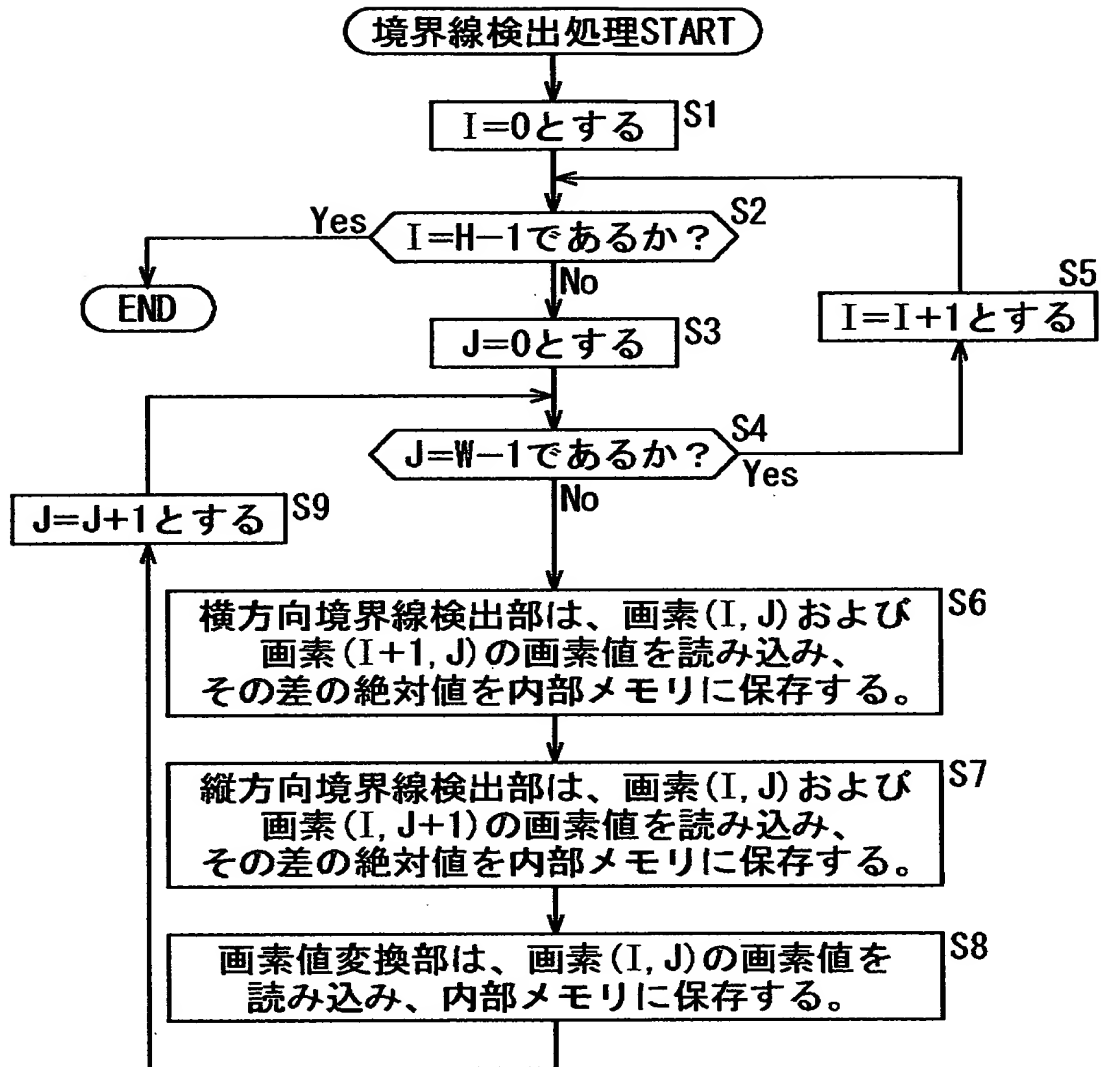 境界線検出処理START
I=0とする
S1
I=H−1であるか?
S2
Yes
No
END
J=0とする
S3
I=I+1とする
S5
J=W−1であるか?
S4
Yes
No
J=J+1とする
S9
横方向境界線検出部は、画素(I,J)および
画素(I+1,J)の画素値を読み込み、
その差の絶対値を内部メモリに保存する。
S6
縦方向境界線検出部は、画素(I,J)および
画素(I,J+1)の画素値を読み込み、
その差の絶対値を内部メモリに保存する。
S7
画素値変換部は、画素(I,J)の画素値を
読み込み、内部メモリに保存する。
S8